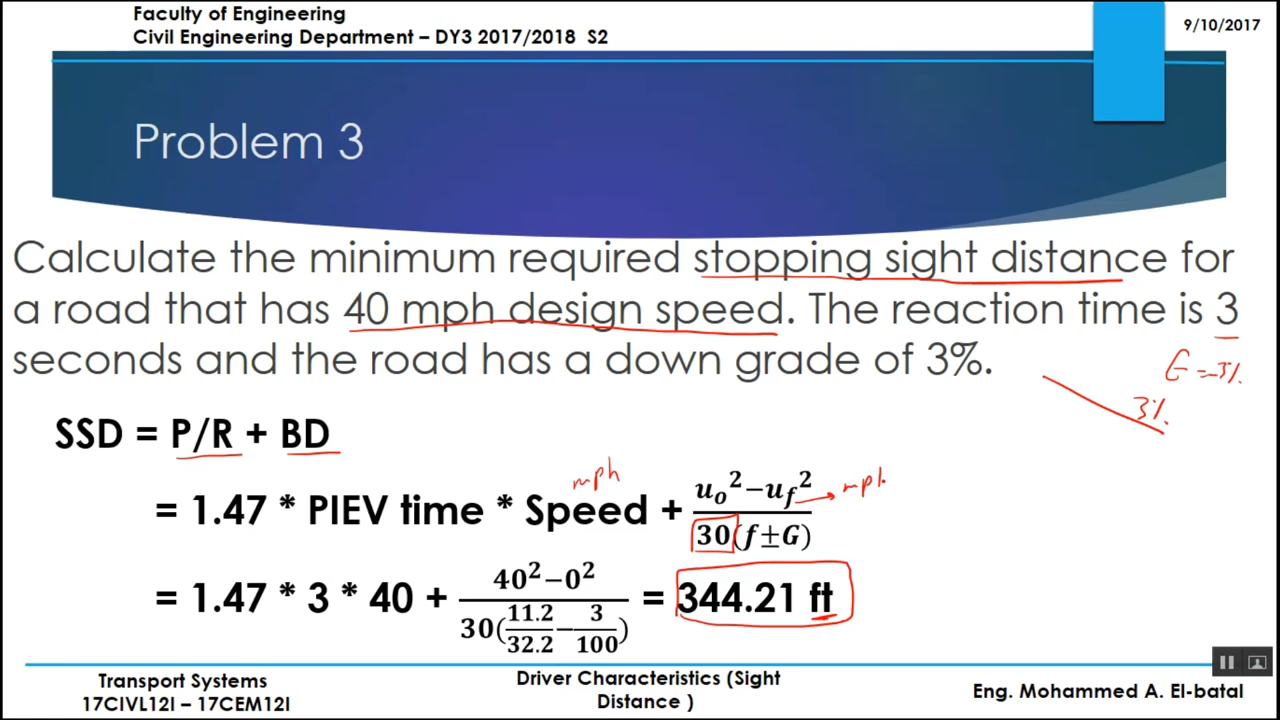 Faculty of Engineering
Civil Engineering Department – DY3 2017/2018 S2
9/10/2017
Problem 3
Calculate the minimum required stopping sight distance for
a road that has 40 mph design speed. The reaction time is 3
seconds and the road has a down grade of 3%.
G = -3%
3%
SSD = P/R + BD
mph
= 1.47 * PIEV time * Speed + (u₀² − u_f²) / 30(f ± G)
mph
= 1.47 * 3 * 40 + (40² − 0²) / 30(11.2/32.2 − 3/100) = 344.21 ft
Transport Systems
17CIVL12I – 17CEM12I
Driver Characteristics (Sight
Distance )
Eng. Mohammed A. El-batal